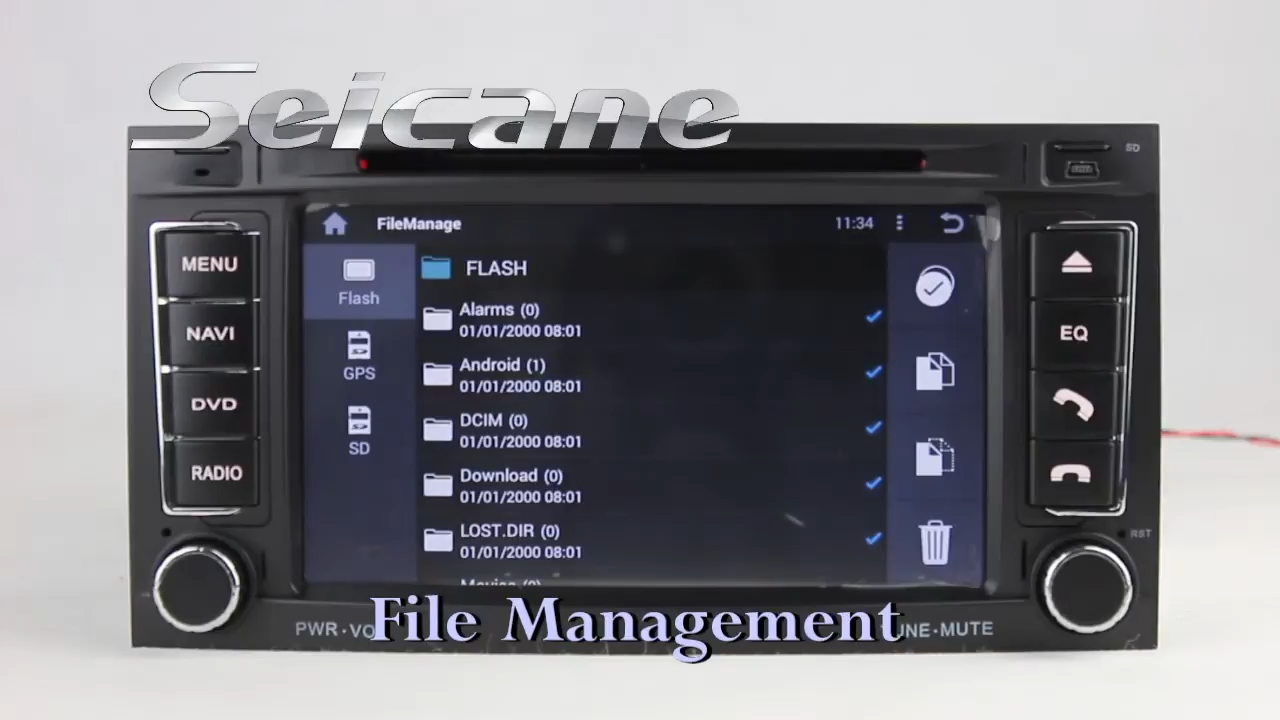 Seicane
SD
FileManage
11:34
MENU
NAVI
DVD
RADIO
Flash
GPS
SD
FLASH
Alarms (0)
01/01/2000 08:01
Android (1)
01/01/2000 08:01
DCIM (0)
01/01/2000 08:01
Download (0)
01/01/2000 08:01
LOST.DIR (0)
01/01/2000 08:01
EQ
RST
File Management
PWR·VO
UNE·MUTE